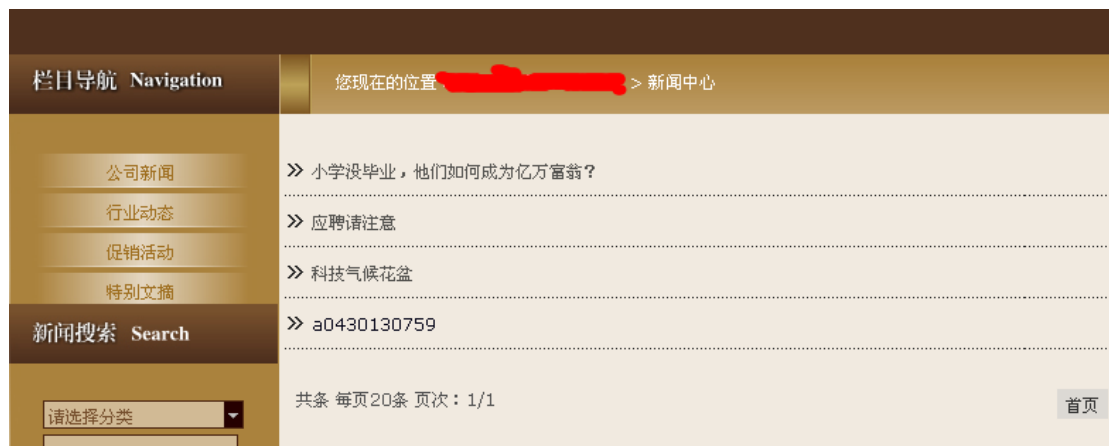 栏目导航 Navigation
您现在的位置
> 新闻中心
公司新闻
行业动态
促销活动
特别文摘
新闻搜索 Search
请选择分类
小学没毕业，他们如何成为亿万富翁？
应聘请注意
科技气候花盆
a0430130759
共条 每页20条 页次：1/1
首页